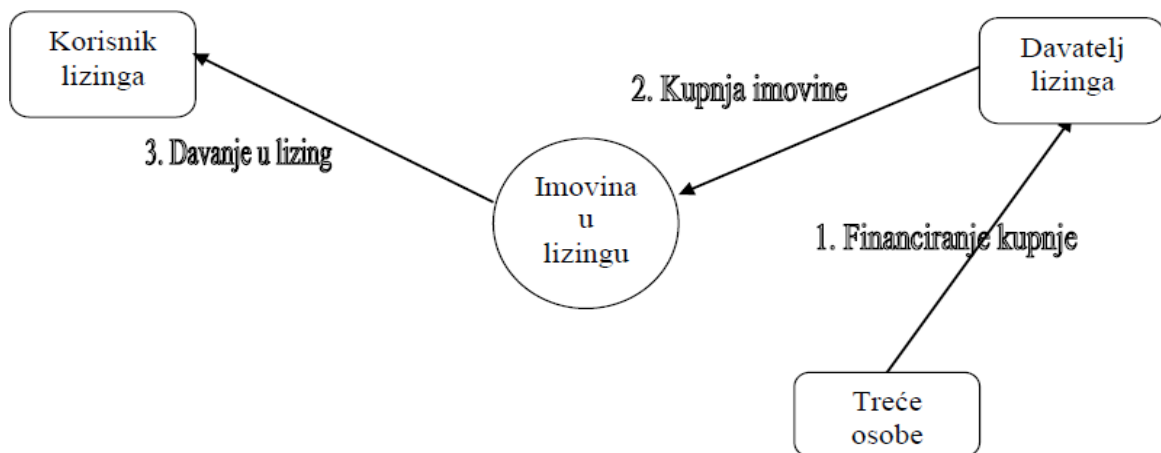 Korisnik
lizinga
Davatelj
lizinga
2. Kupnja imovine
3. Davanje u lizing
Imovina
u
lizingu
1. Financiranje kupnje
Treće
osobe